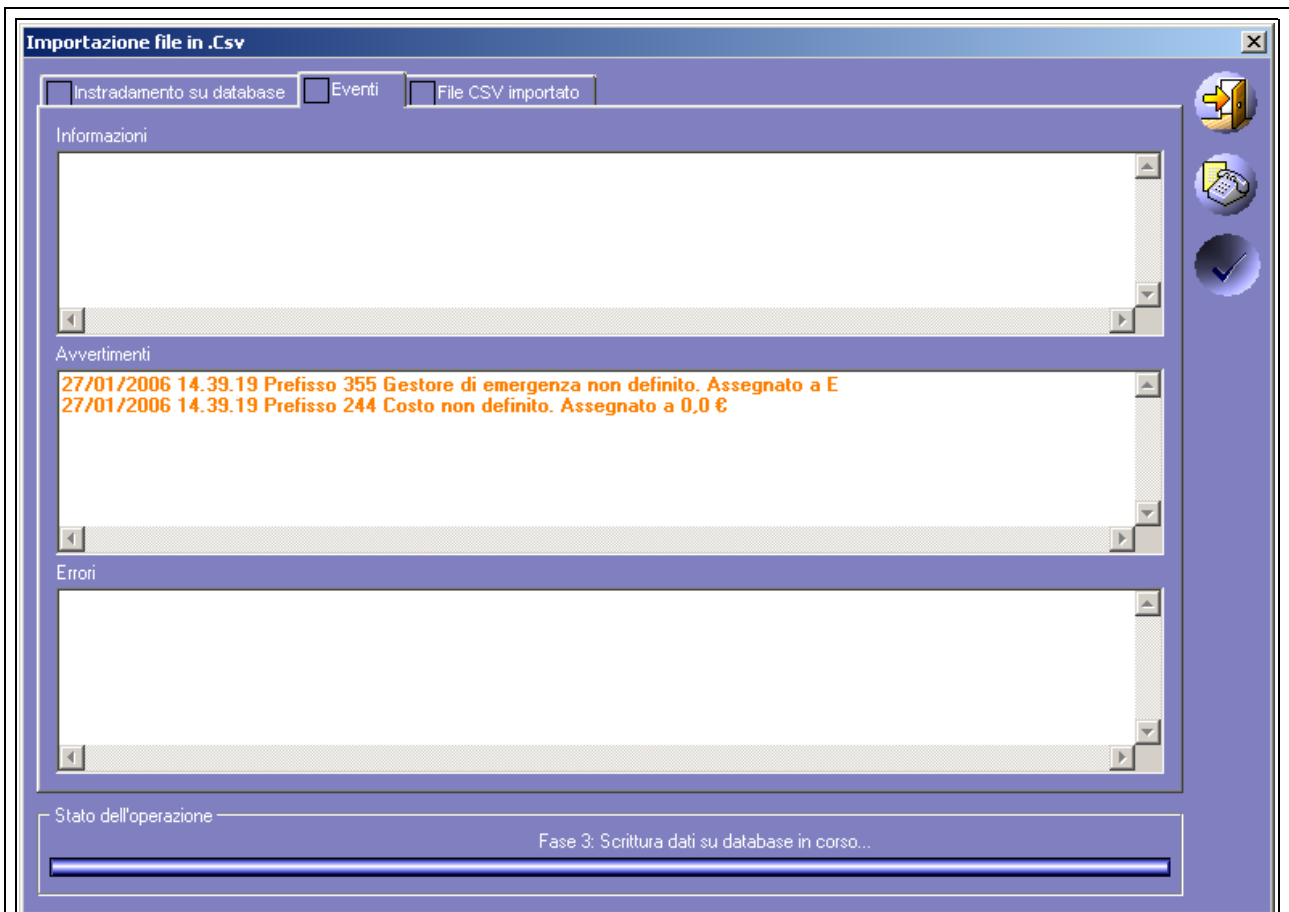 Importazione file in .Csv
Instradamento su database
Eventi
File CSV importato
Informazioni
Avvertimenti
27/01/2006 14.39.19 Prefisso 355 Gestore di emergenza non definito. Assegnato a E
27/01/2006 14.39.19 Prefisso 244 Costo non definito. Assegnato a 0,0 €
Errori
Stato dell'operazione
Fase 3: Scrittura dati su database in corso...